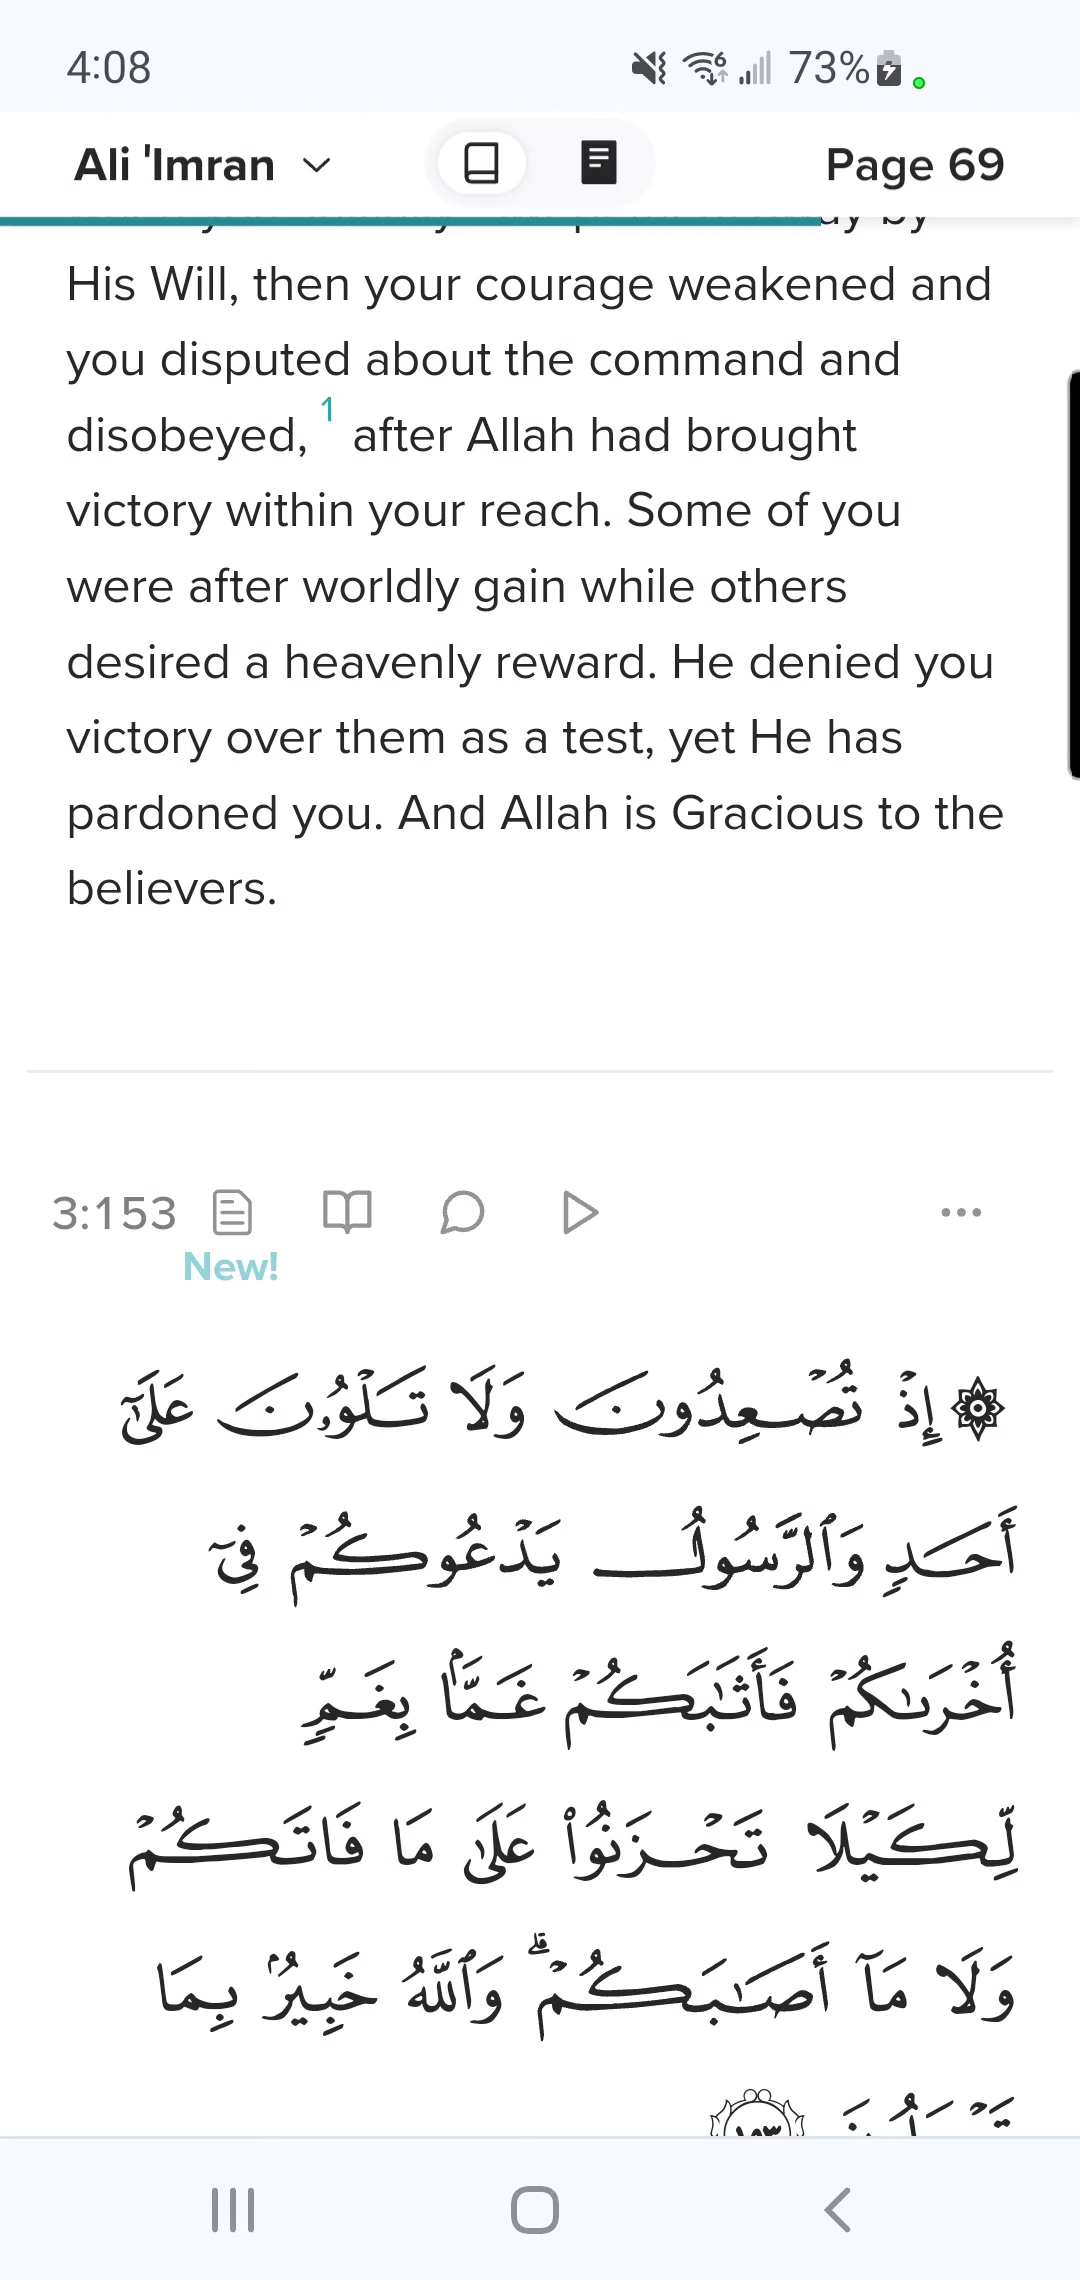 4:08
6
73%
Ali 'Imran
Page 69
by
His Will, then your courage weakened and
you disputed about the command and
disobeyed, 1 after Allah had brought
victory within your reach. Some of you
were after worldly gain while others
desired a heavenly reward. He denied you
victory over them as a test, yet He has
pardoned you. And Allah is Gracious to the
believers.
3:153
New!
۞ إِذْ تُصْعِدُونَ وَلَا تَلْوُۥنَ عَلَىٰٓ
أَحَدٍ وَٱلرَّسُولُ يَدْعُوكُمْ فِىٓ
أُخْرَىٰكُمْ فَأَثَـٰبَكُمْ غَمًّۢا بِغَمٍّ
لِّكَيْلَا تَحْزَنُوا۟ عَلَىٰ مَا فَاتَكُمْ
وَلَا مَآ أَصَـٰبَكُمْ ۗ وَٱللَّهُ خَبِيرٌۢ بِمَا